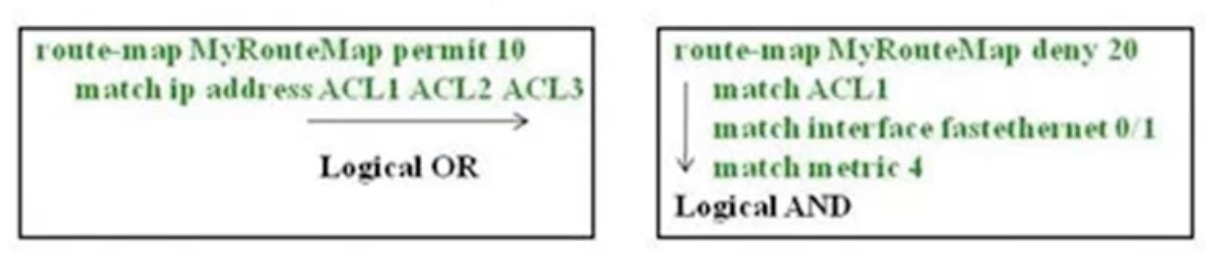 route-map MyRouteMap permit 10
match ip address ACL1 ACL2 ACL3
Logical OR
route-map MyRouteMap deny 20
match ACL1
match interface fastethernet 0/1
match metric 4
Logical AND